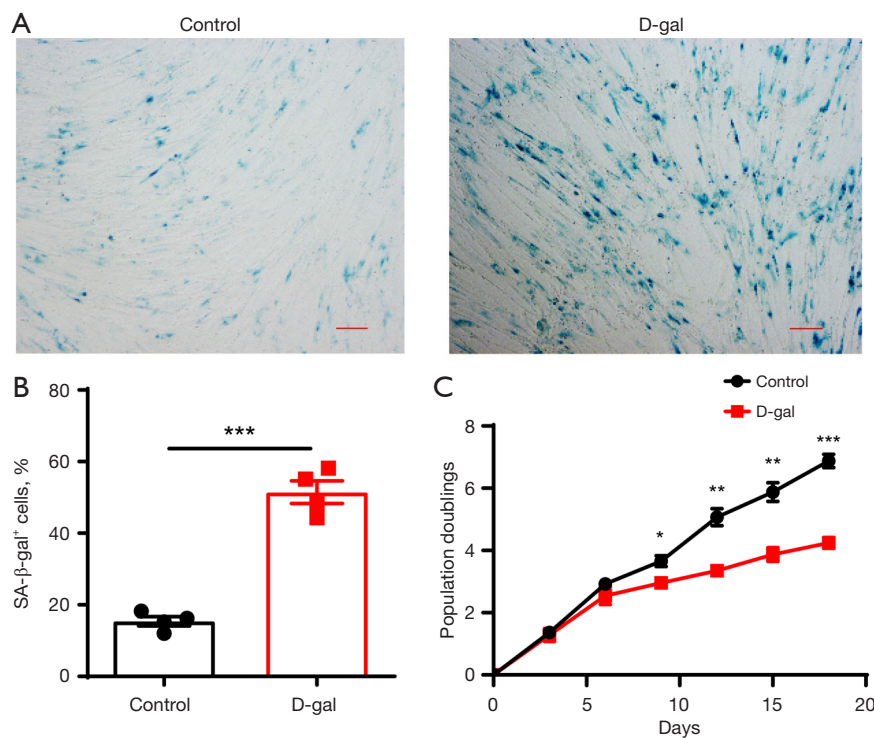 A
Control
D-gal
B
SA-β-gal⁺ cells, %
80
60
40
20
0
***
Control
D-gal
C
Control
D-gal
Population doublings
8
6
4
2
0
*
**
**
***
0
5
10
15
20
Days